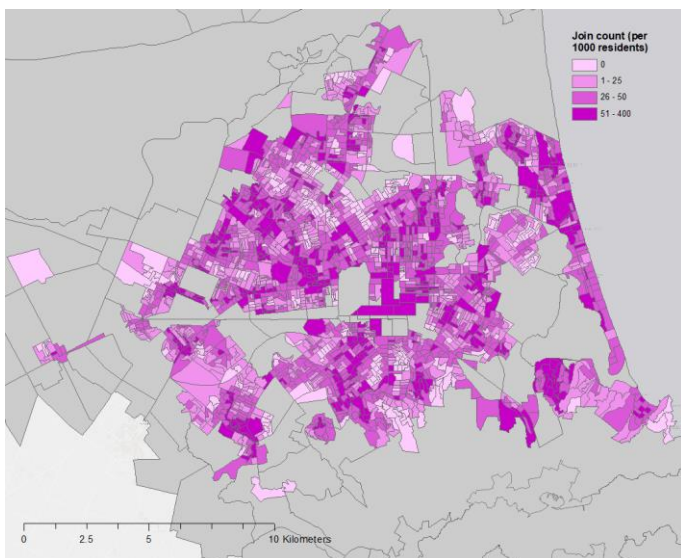 Join count (per
1000 residents)
0
1 - 25
26 - 50
51 - 400
0 2.5 5 10 Kilometers